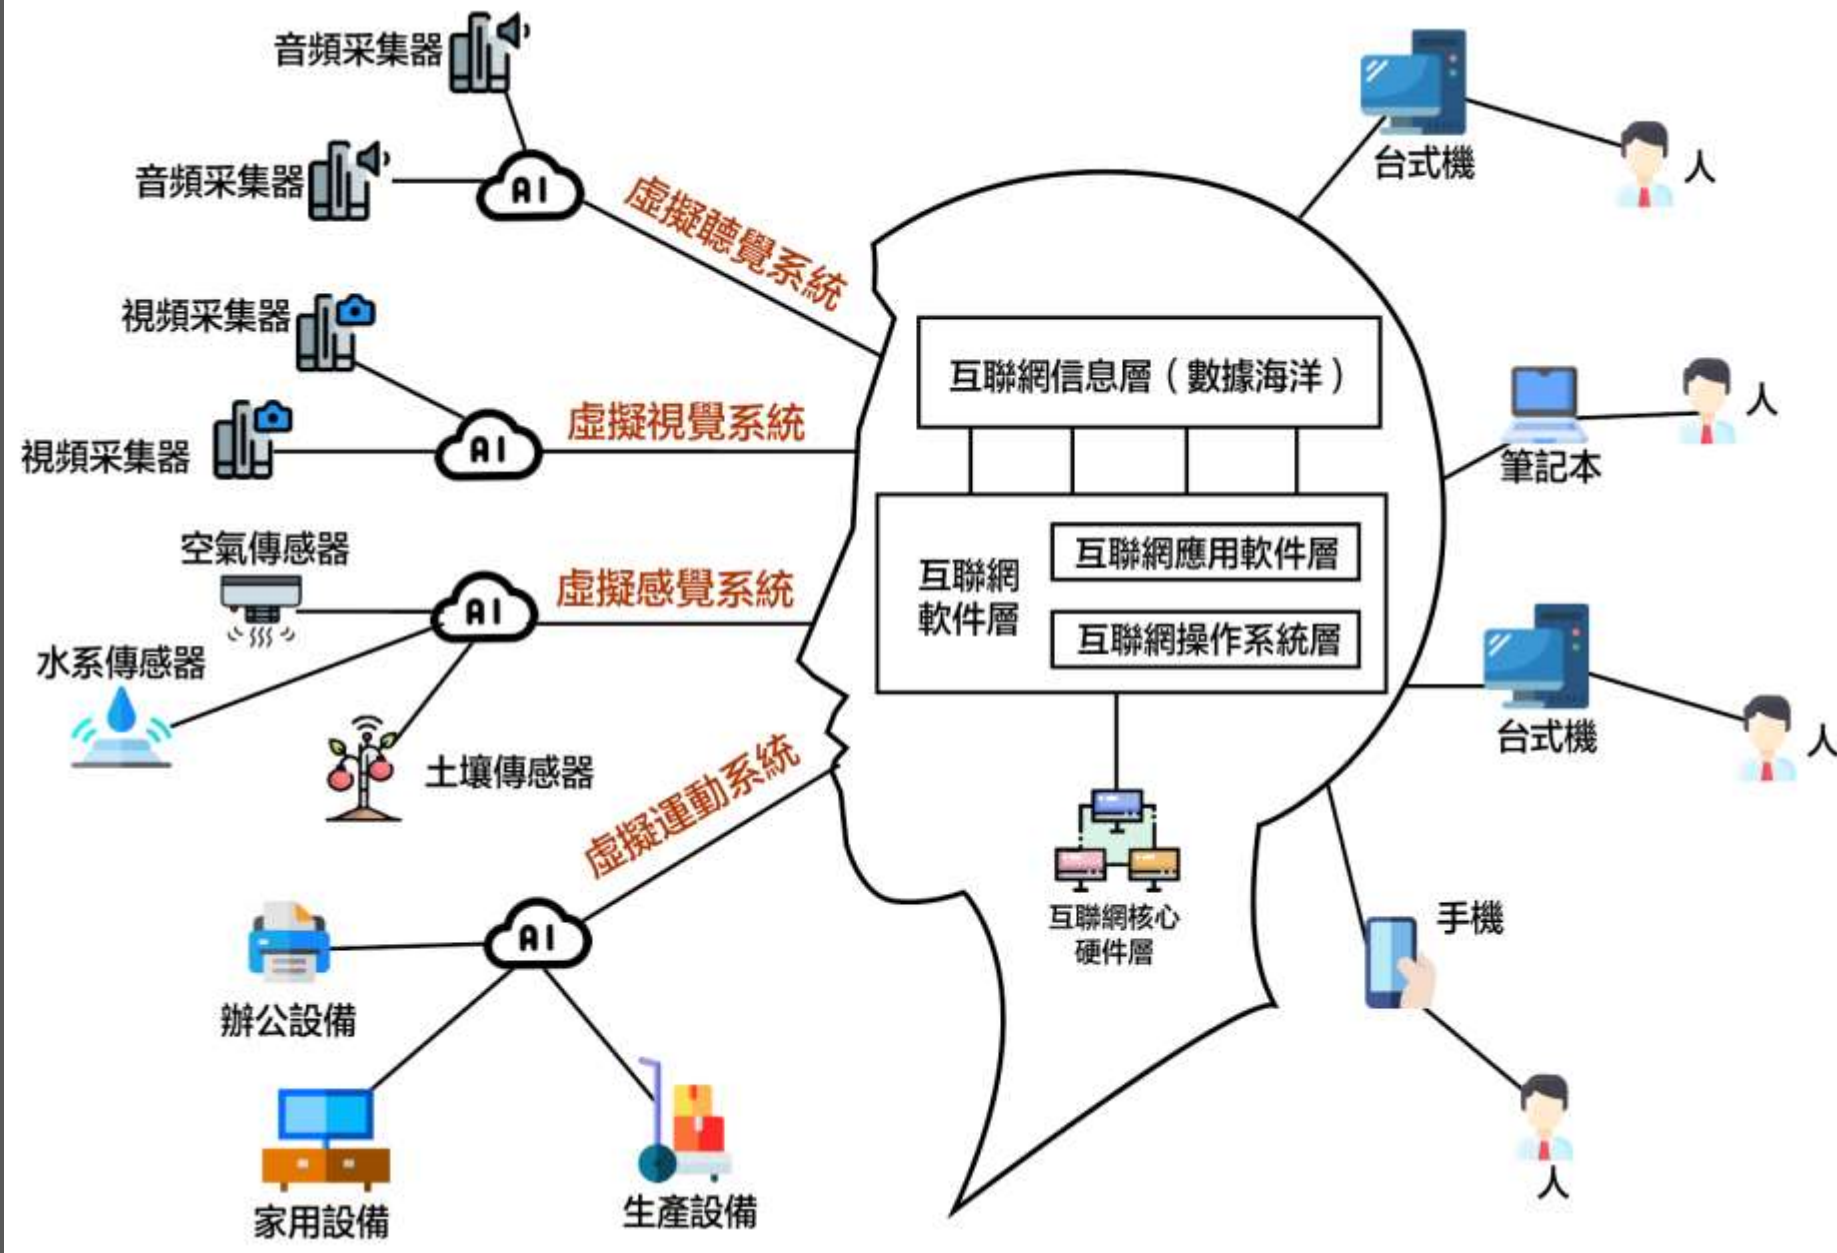 音頻采集器
音頻采集器
AI
虛擬聽覺系統
視頻采集器
視頻采集器
AI
虛擬視覺系統
空氣傳感器
水系傳感器
土壤傳感器
AI
虛擬感覺系統
虛擬運動系統
AI
辦公設備
家用設備
生產設備
互聯網信息層（數據海洋）
互聯網
軟件層
互聯網應用軟件層
互聯網操作系統層
互聯網核心
硬件層
台式機
人
筆記本
人
台式機
人
手機
人